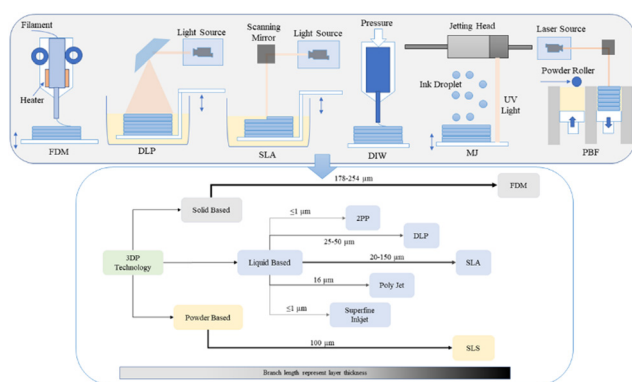 Filament
Heater
FDM
Light Source
DLP
Scanning
Mirror
Light Source
SLA
Pressure
DIW
Jetting Head
Ink Droplet
UV
Light
MJ
Laser Source
Powder Roller
PBF
178-254 μm
FDM
Solid Based
≤1 μm
2PP
25-50 μm
DLP
3DP
Technology
Liquid Based
20-150 μm
SLA
16 μm
Poly Jet
≤1 μm
Superfine
Inkjet
Powder Based
100 μm
SLS
Branch length represent layer thickness